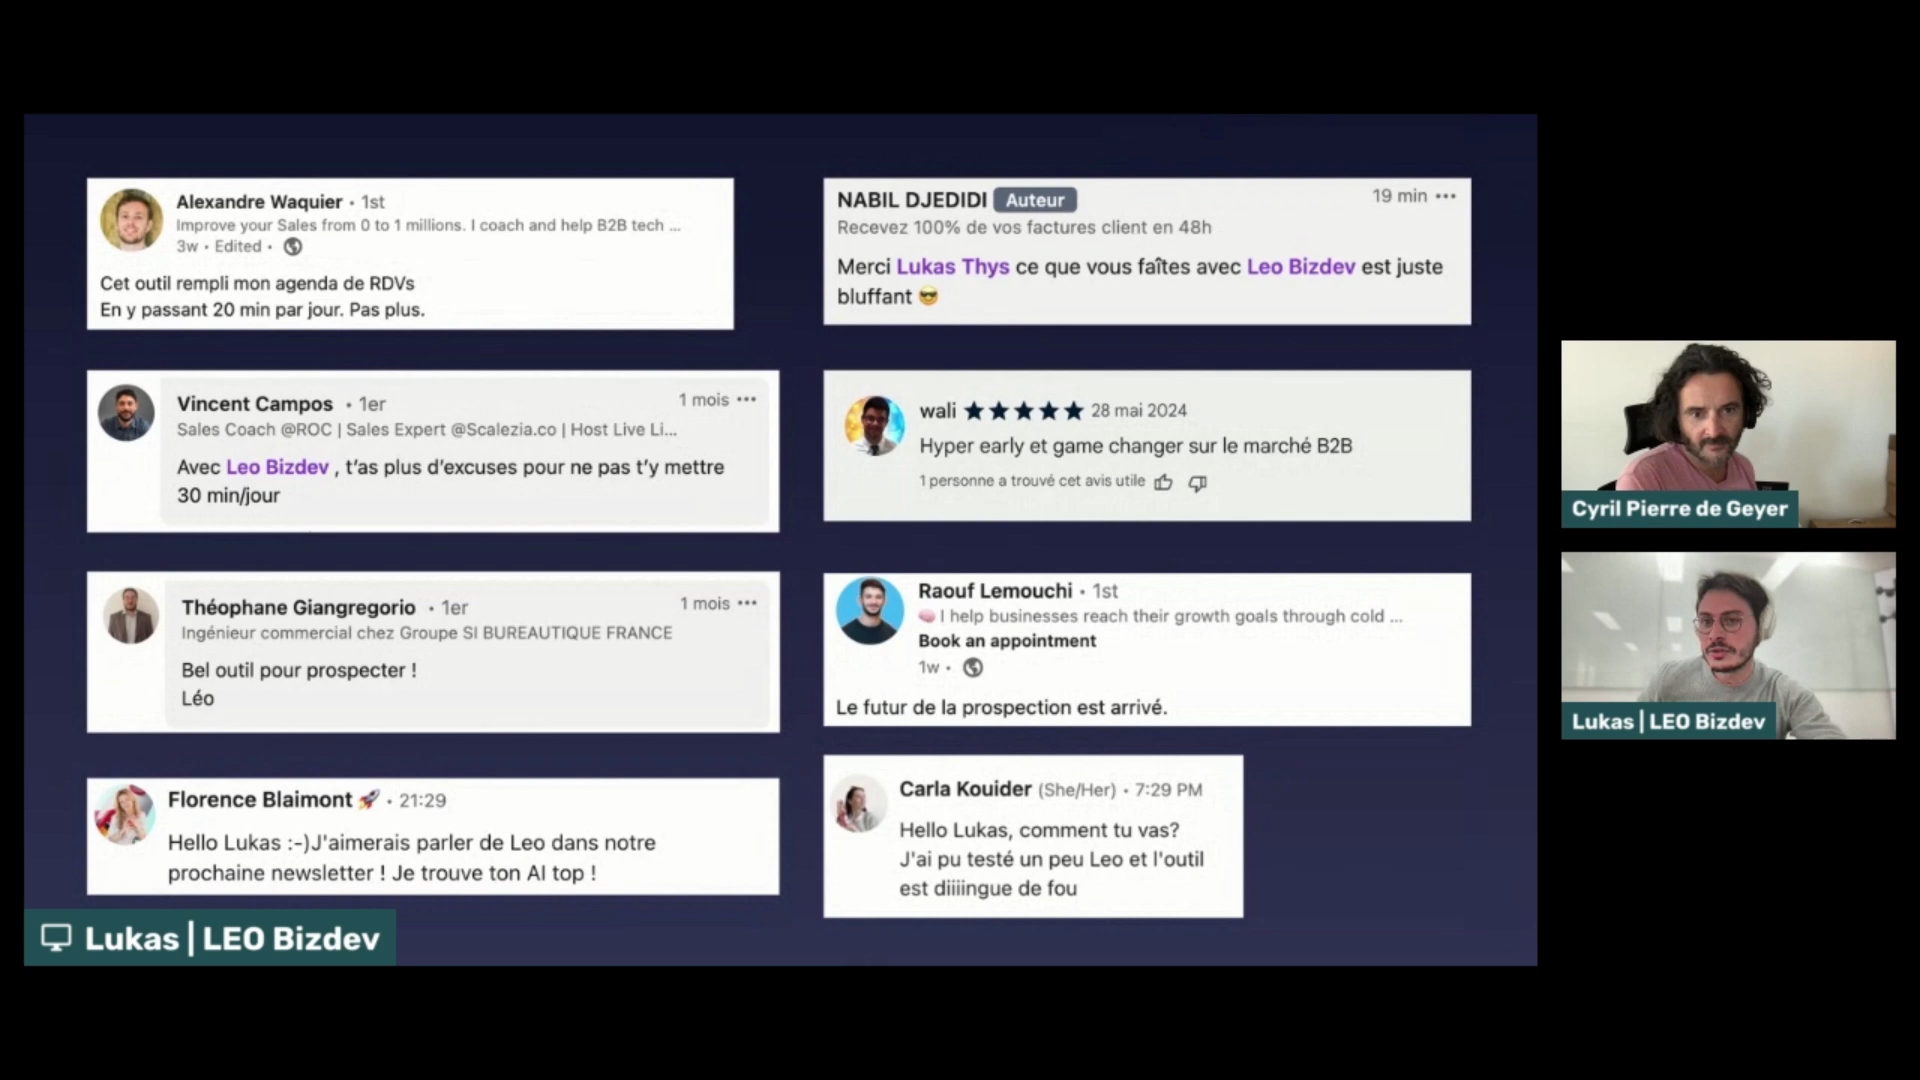 Alexandre Waquier • 1st
Improve your Sales from 0 to 1 millions. I coach and help B2B tech ...
3w • Edited •
Cet outil rempli mon agenda de RDVs
En y passant 20 min par jour. Pas plus.
NABIL DJEDIDI Auteur 19 min •••
Recevez 100% de vos factures client en 48h
Merci Lukas Thys ce que vous faîtes avec Leo Bizdev est juste
bluffant 😎
Vincent Campos • 1er 1 mois •••
Sales Coach @ROC | Sales Expert @Scalezia.co | Host Live Li...
Avec Leo Bizdev , t’as plus d’excuses pour ne pas t’y mettre
30 min/jour
wali ★★★★★ 28 mai 2024
Hyper early et game changer sur le marché B2B
1 personne a trouvé cet avis utile
Théophane Giangregorio • 1er 1 mois •••
Ingénieur commercial chez Groupe SI BUREAUTIQUE FRANCE
Bel outil pour prospecter !
Léo
Raouf Lemouchi • 1st
🧠 I help businesses reach their growth goals through cold ...
Book an appointment
1w •
Le futur de la prospection est arrivé.
Florence Blaimont 🚀 • 21:29
Hello Lukas :-)J'aimerais parler de Leo dans notre
prochaine newsletter ! Je trouve ton AI top !
Carla Kouider (She/Her) • 7:29 PM
Hello Lukas, comment tu vas?
J'ai pu testé un peu Leo et l'outil
est diiiingue de fou
Lukas | LEO Bizdev
Cyril Pierre de Geyer
Lukas | LEO Bizdev